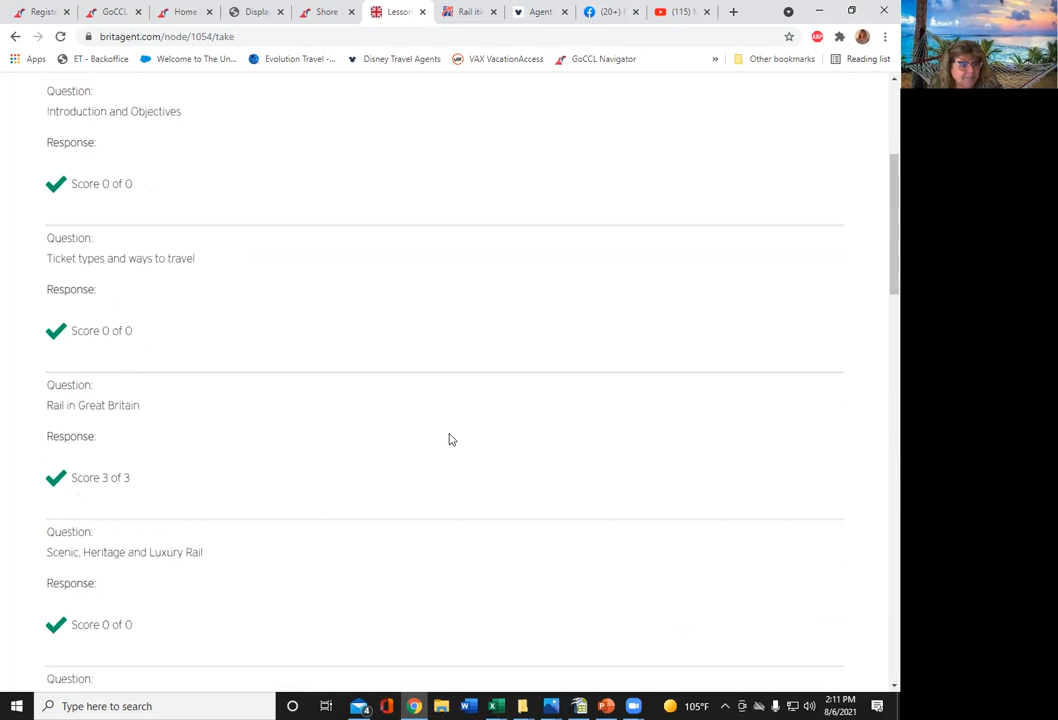 Registe
GoCCL
Home
Display
Shore
Lesson
Rail iti
Agent
(20+)
(115)
britagent.com/node/1054/take
Apps
ET - Backoffice
Welcome to The Un...
Evolution Travel -...
Disney Travel Agents
VAX VacationAccess
GoCCL Navigator
»
Other bookmarks
Reading list
Question:
Introduction and Objectives
Response:
Score 0 of 0
Question:
Ticket types and ways to travel
Response:
Score 0 of 0
Question:
Rail in Great Britain
Response:
Score 3 of 3
Question:
Scenic, Heritage and Luxury Rail
Response:
Score 0 of 0
Question:
Type here to search
4
105°F
2:11 PM
8/6/2021